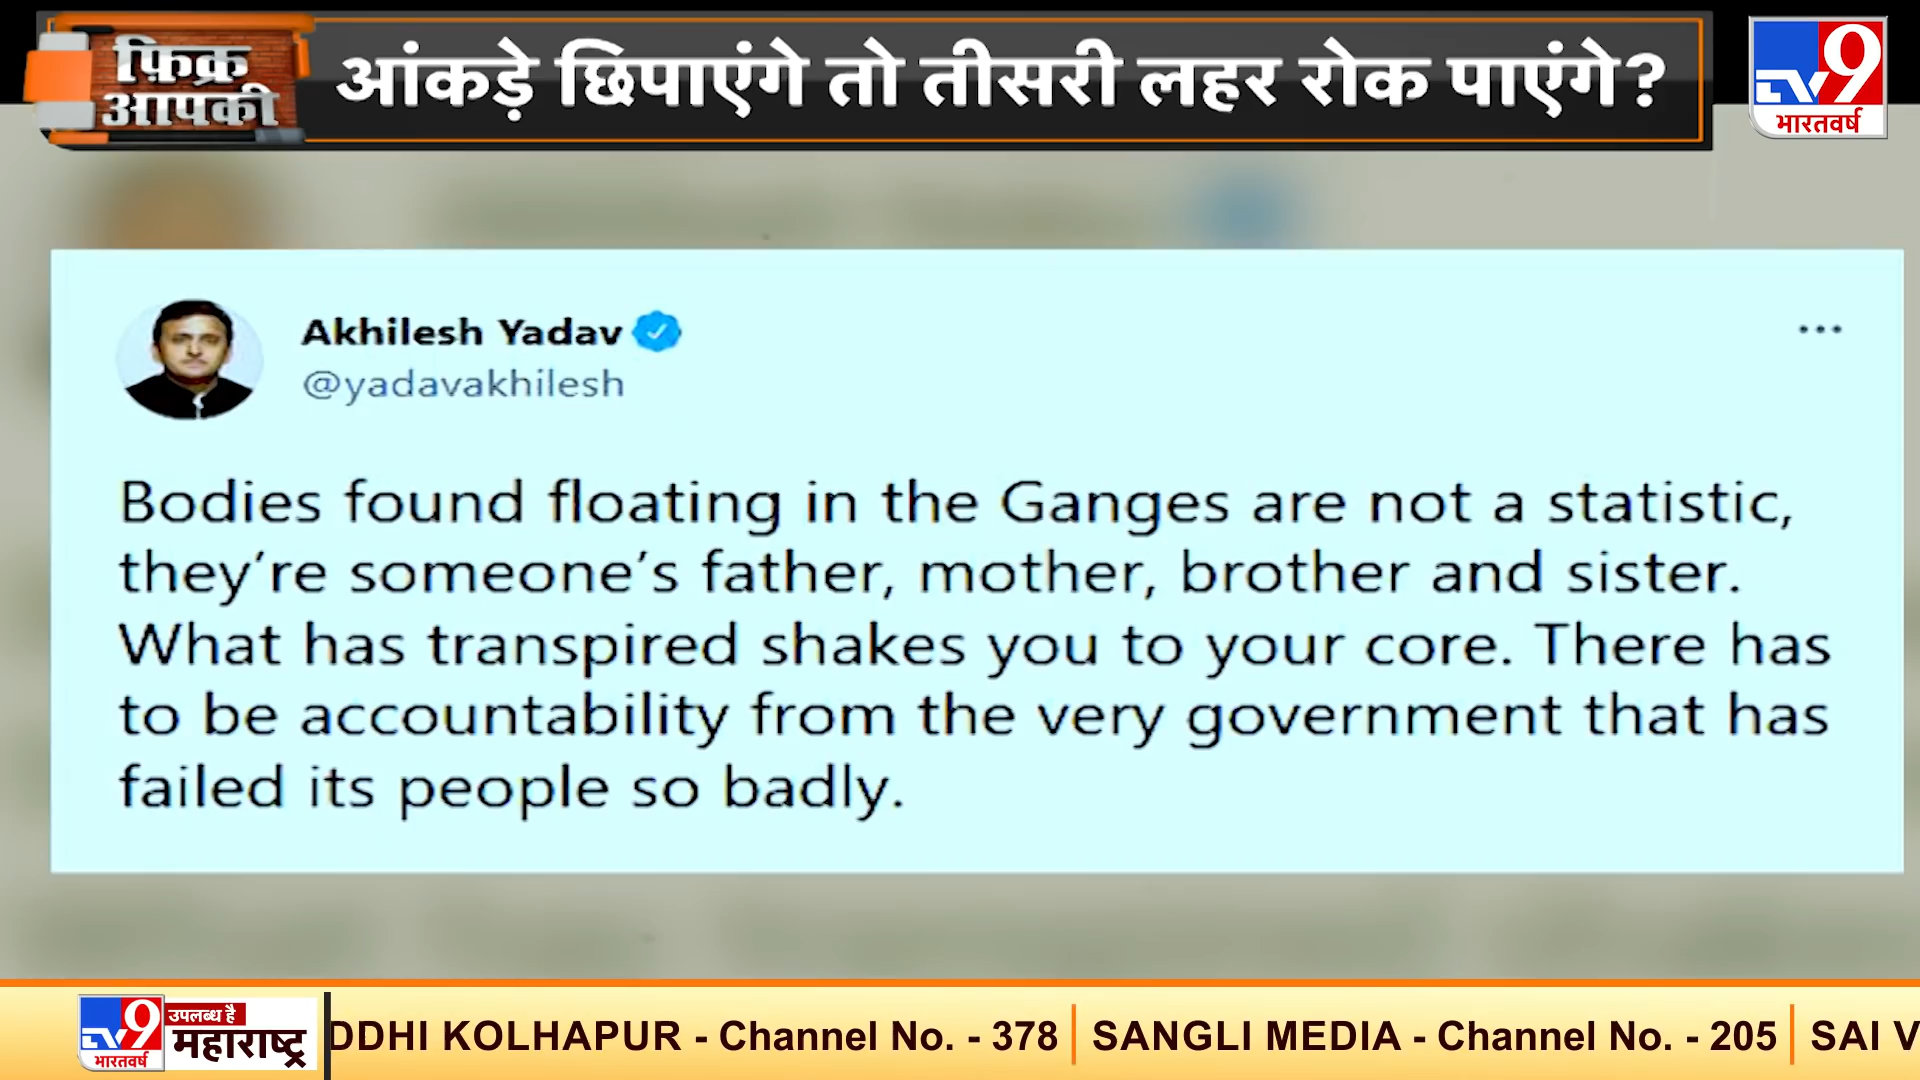 फ़िक्र
आपकी
आंकड़े छिपाएंगे तो तीसरी लहर रोक पाएंगे?
TV9
भारतवर्ष
Akhilesh Yadav
@yadavakhilesh
Bodies found floating in the Ganges are not a statistic,
they're someone's father, mother, brother and sister.
What has transpired shakes you to your core. There has
to be accountability from the very government that has
failed its people so badly.
TV9
भारतवर्ष
उपलब्ध है
महाराष्ट्र
DDHI KOLHAPUR - Channel No. - 378
SANGLI MEDIA - Channel No. - 205
SAI V